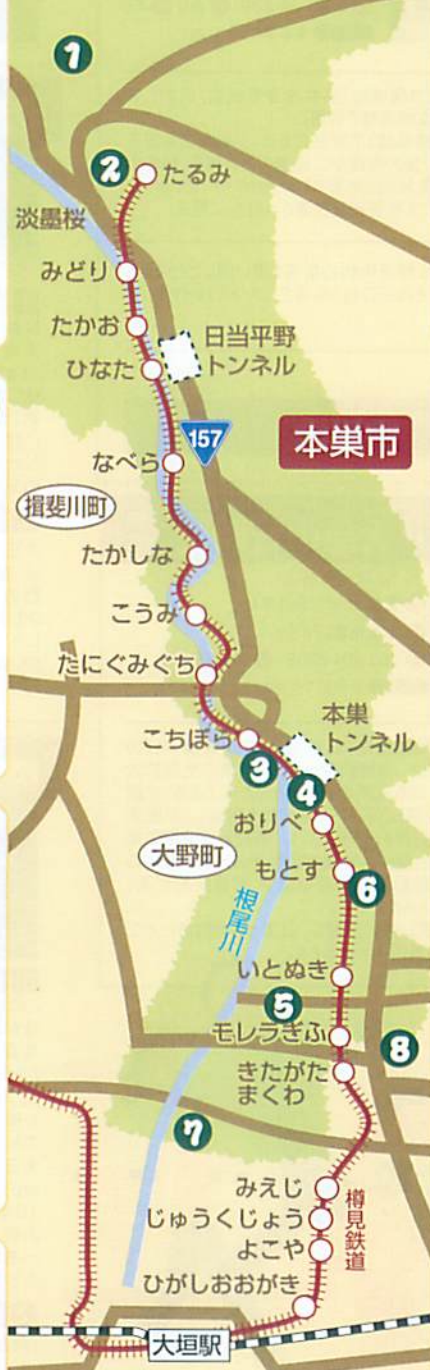 1
2
たるみ
淡墨桜
みどり
たかお
日当平野
トンネル
ひなた
157
本巣市
なべら
揖斐川町
たかしな
こうみ
たにぐみぐち
本巣
トンネル
こちぼら
3
4
おりべ
大野町
もとす
6
根尾川
いとぬき
5
モレラぎふ
8
きたがた
まくわ
7
みえじ
じゅうくじょう
樽見鉄道
よこや
ひがしおおがき
大垣駅